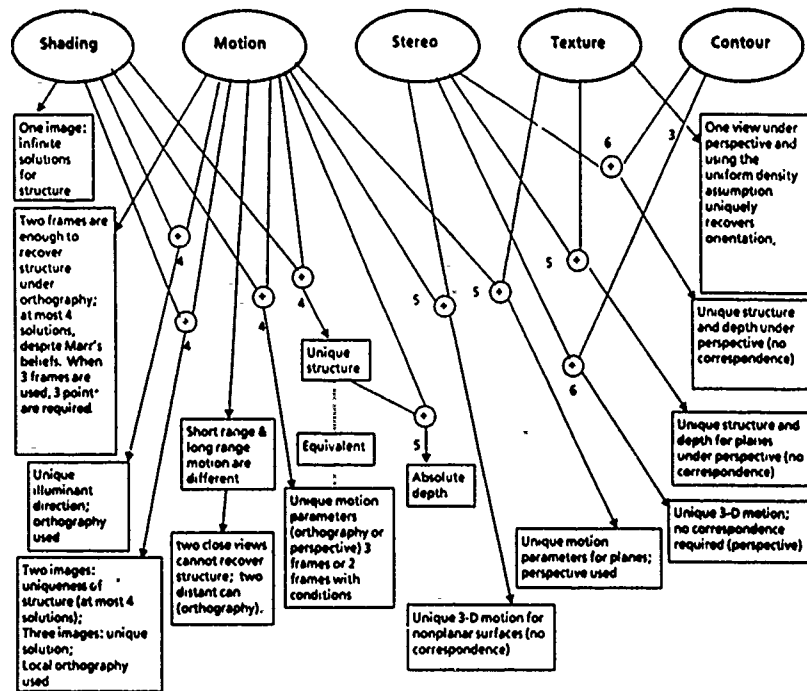 Shading
Motion
Stereo
Texture
Contour
One image:
infinite
solutions
for
structure
Two frames are
enough to
recover
structure
under
orthography;
at most 4
solutions,
despite Marr's
beliefs. When
3 frames are
used, 3 point
are required
Unique
illuminant
direction;
orthography
used
Two images:
uniqueness of
structure (at most 4
solutions);
Three images: unique
solution;
Local orthography
used
Short range &
long range
motion are
different
two close views
cannot recover
structure; two
distant can
(orthography).
Unique
structure
Equivalent
Unique motion
parameters
(orthography or
perspective) 3
frames or 2
frames with
conditions
Absolute
depth
Unique 3-D motion for
nonplanar surfaces (no
correspondence)
Unique motion
parameters for planes;
perspective used
Unique 3-D motion;
no correspondence
required (perspective)
Unique structure and
depth for planes
under perspective (no
correspondence)
Unique structure
and depth under
perspective (no
correspondence)
One view under
perspective and
using the
uniform density
assumption
uniquely
recovers
orientation,
4
4
4
4
5
5
5
5
6
6
3